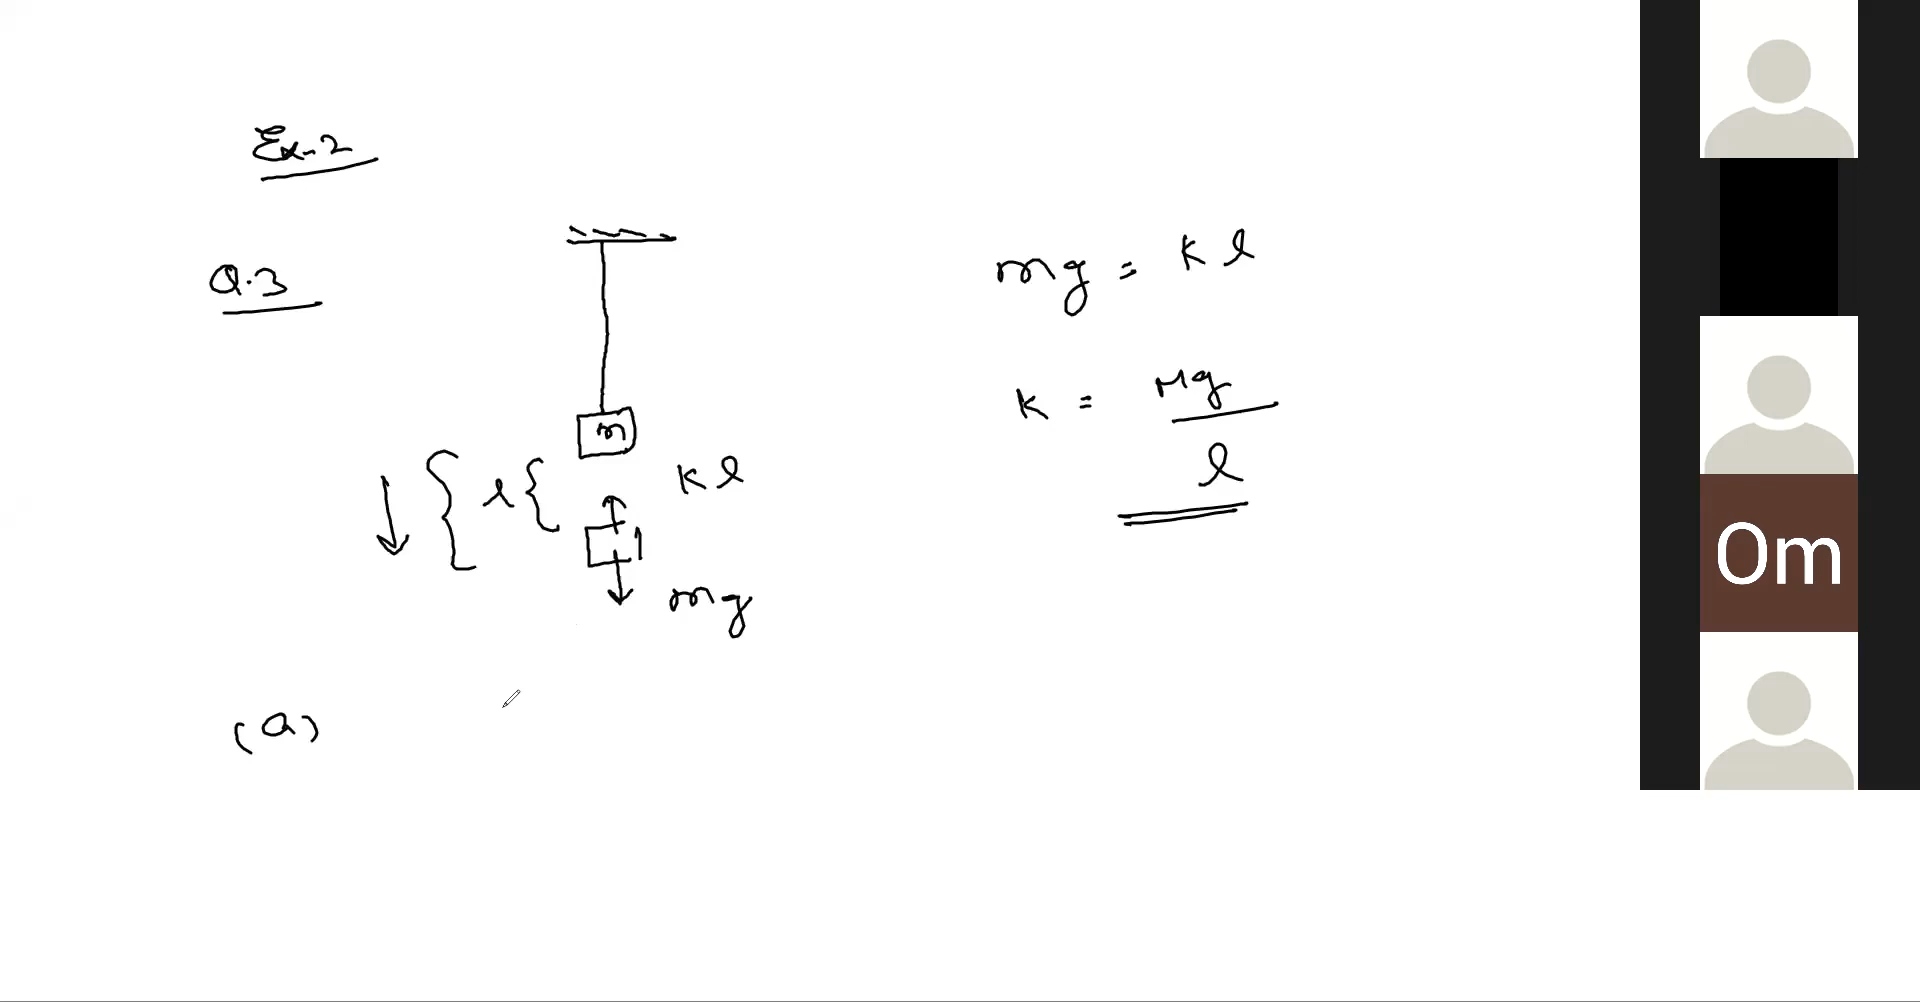 Ex-2
Q.3
m
l
kl
mg
mg = kl
k = Mg
l
(a)
Om